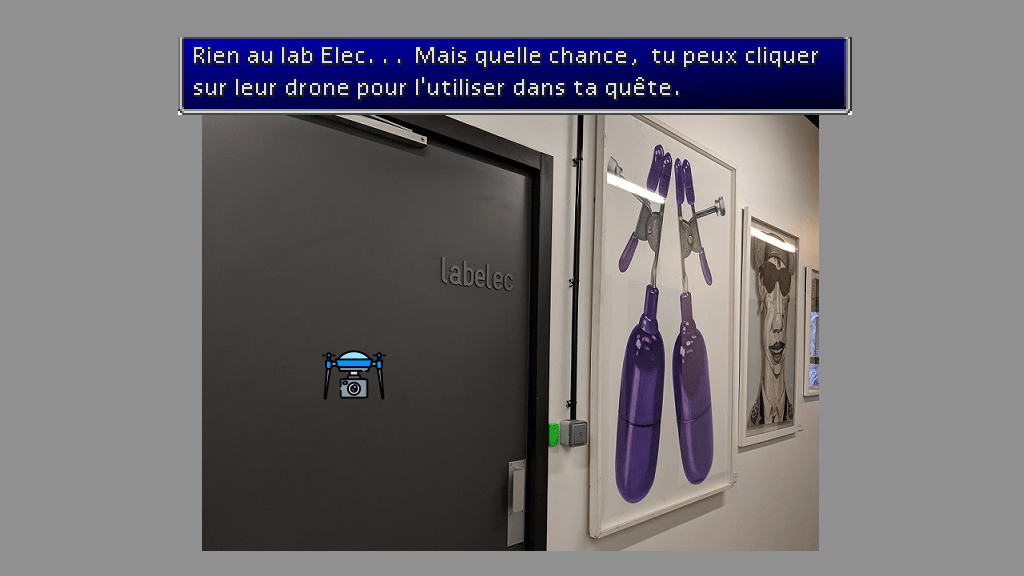 Rien au lab Elec... Mais quelle chance, tu peux cliquer
sur leur drone pour l'utiliser dans ta quête.
labelec